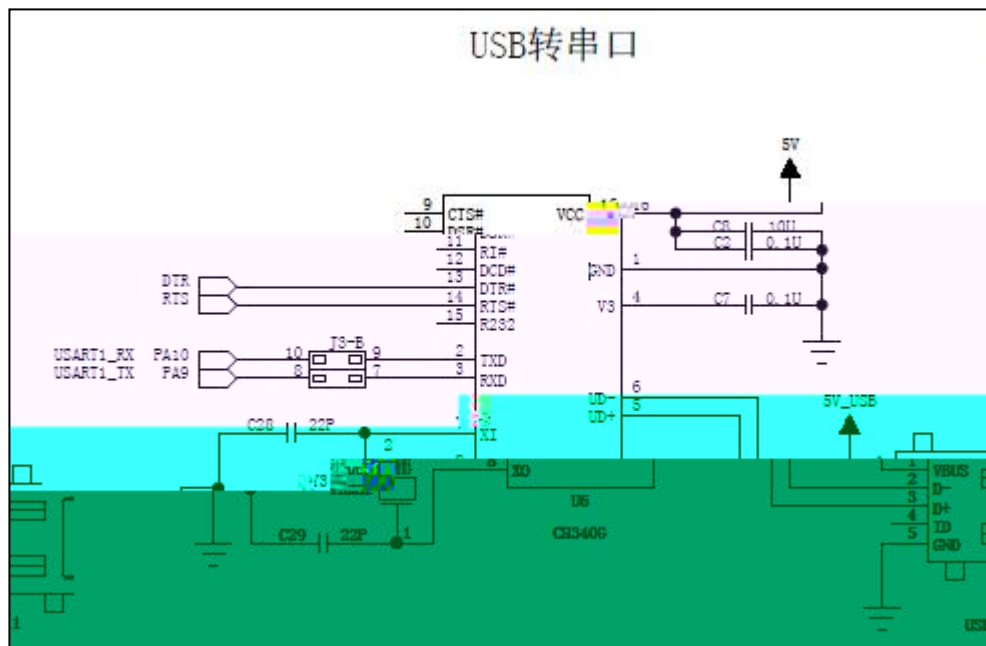 USB转串口
5V
9 CTS# VCC
10
C8 10U
C2 0.1U
11 RI#
12 DCD# GND 1
DTR 13 DTR#
RTS 14 RTS# V3 4 C7 0.1U
15 R232
J3-B
USART1_RX PA10 10 9 2 TXD
USART1_TX PA9 8 7 3 RXD
UD- 6
UD+ 5
5V_USB
C28 22P XI
2
8 XO
1 VBUS
2 D-
U6 3 D+
4 ID
C29 22P 1 CH340G 5 GND